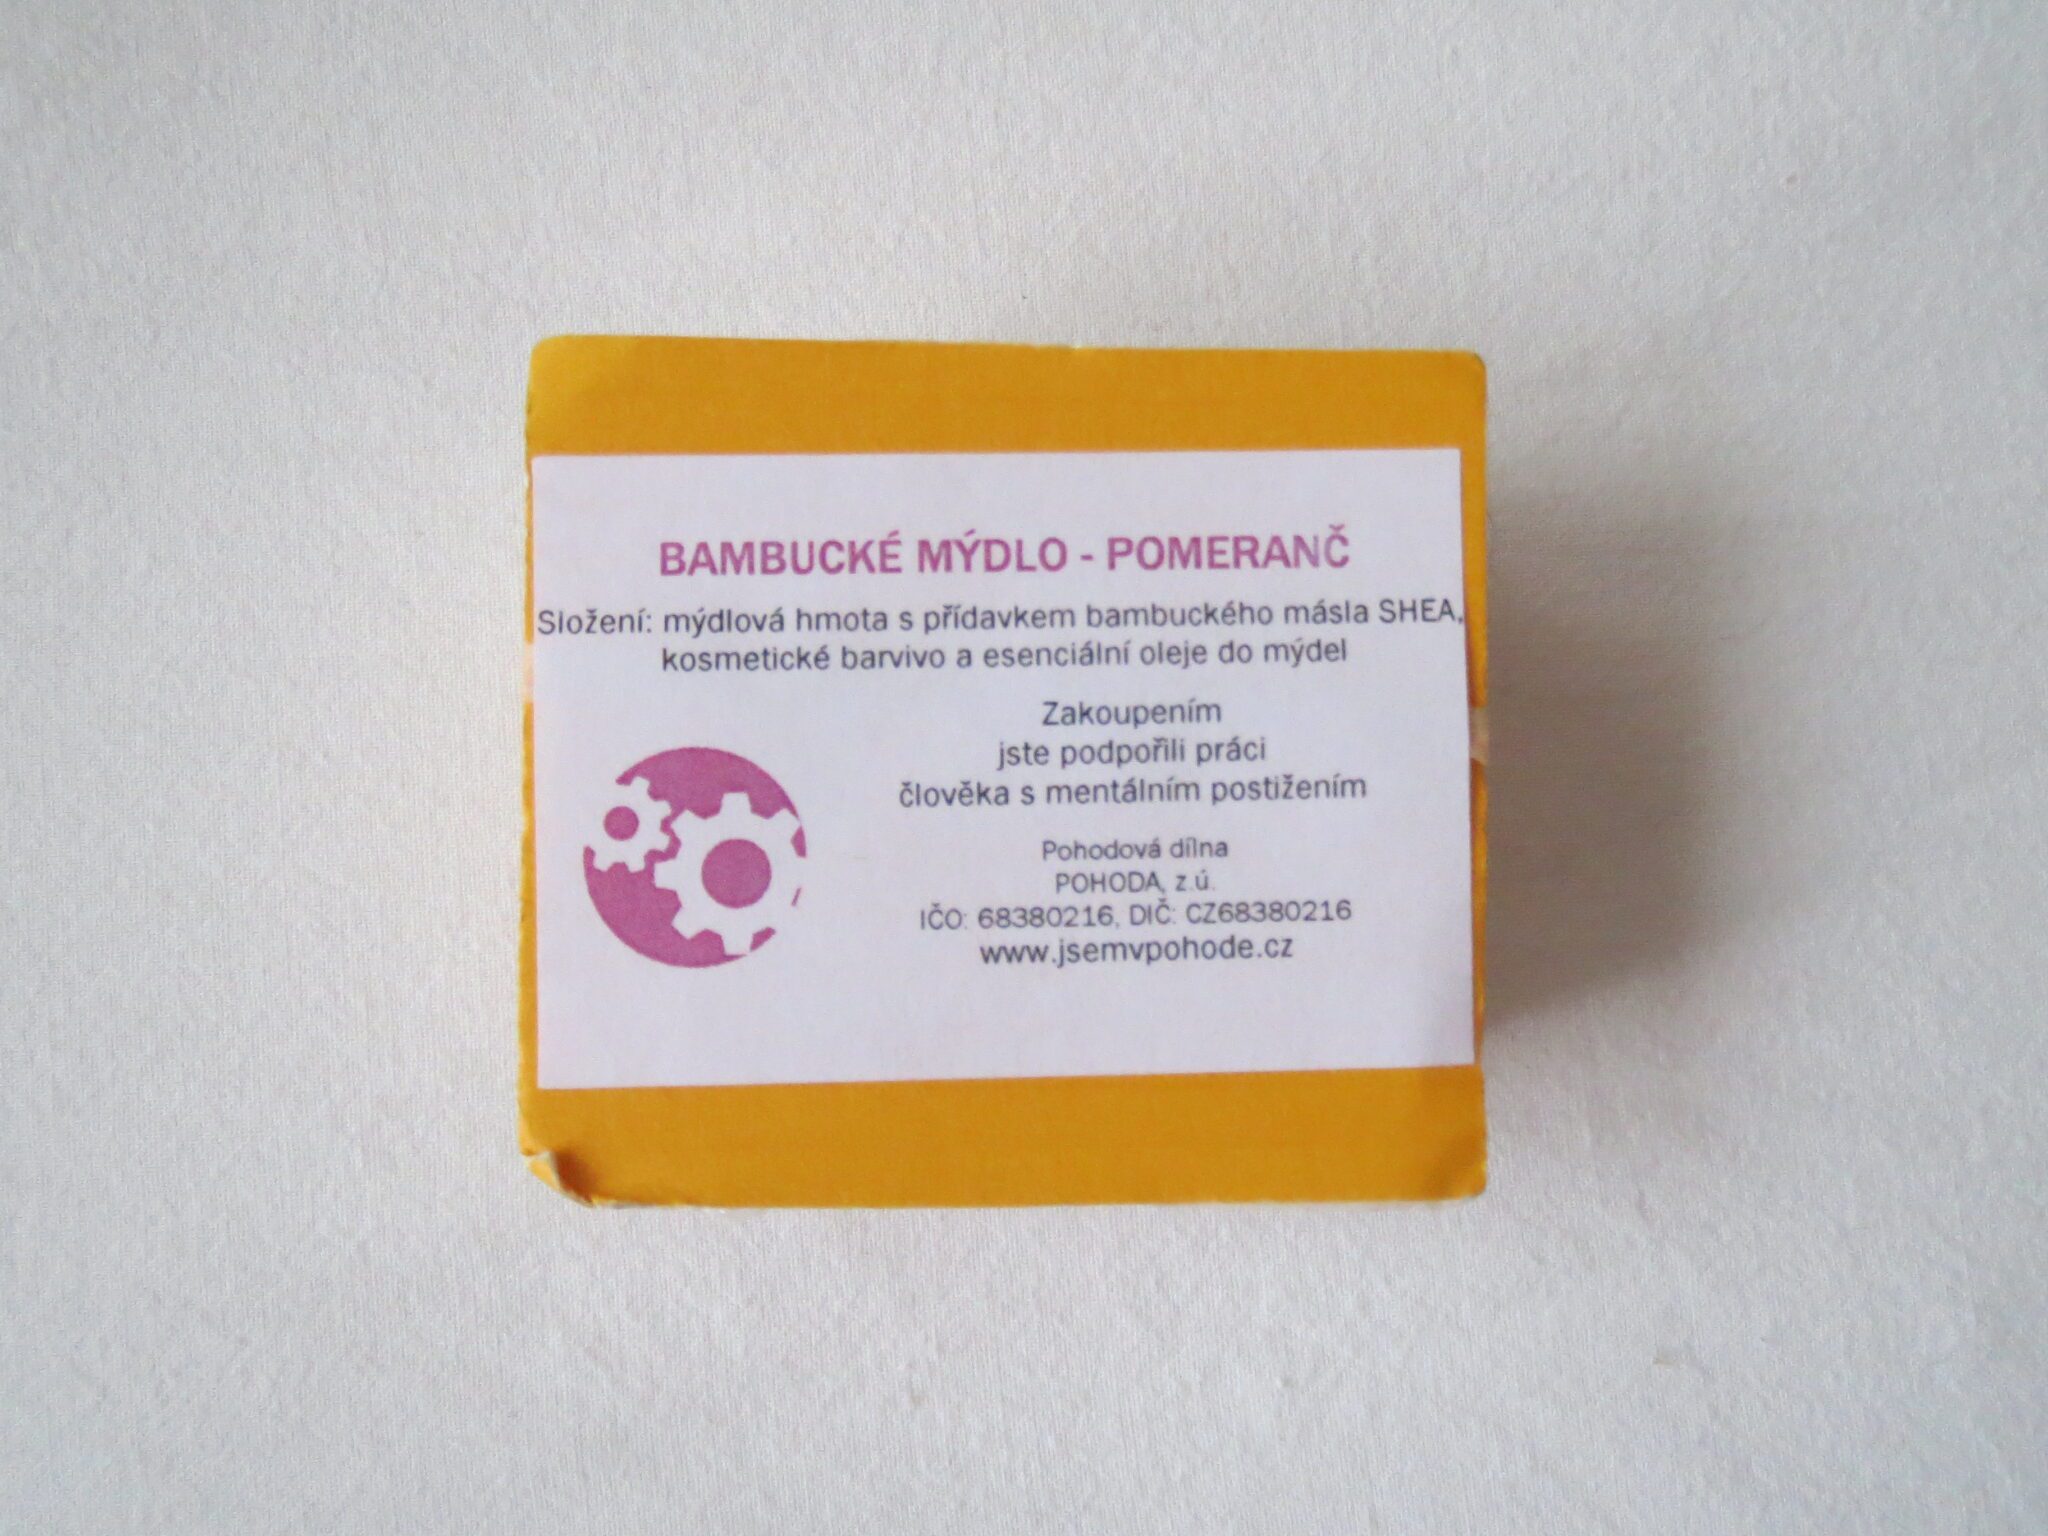 BAMBUCKÉ MÝDLO - POMERANČ
Složení: mýdlová hmota s přídavkem bambuckého másla SHEA,
kosmetické barvivo a esenciální oleje do mýdel
Zakoupením
jste podpořili práci
člověka s mentálním postižením
Pohodová dílna
POHODA, z.ú.
IČO: 68380216, DIČ: CZ68380216
www.jsemvpohode.cz